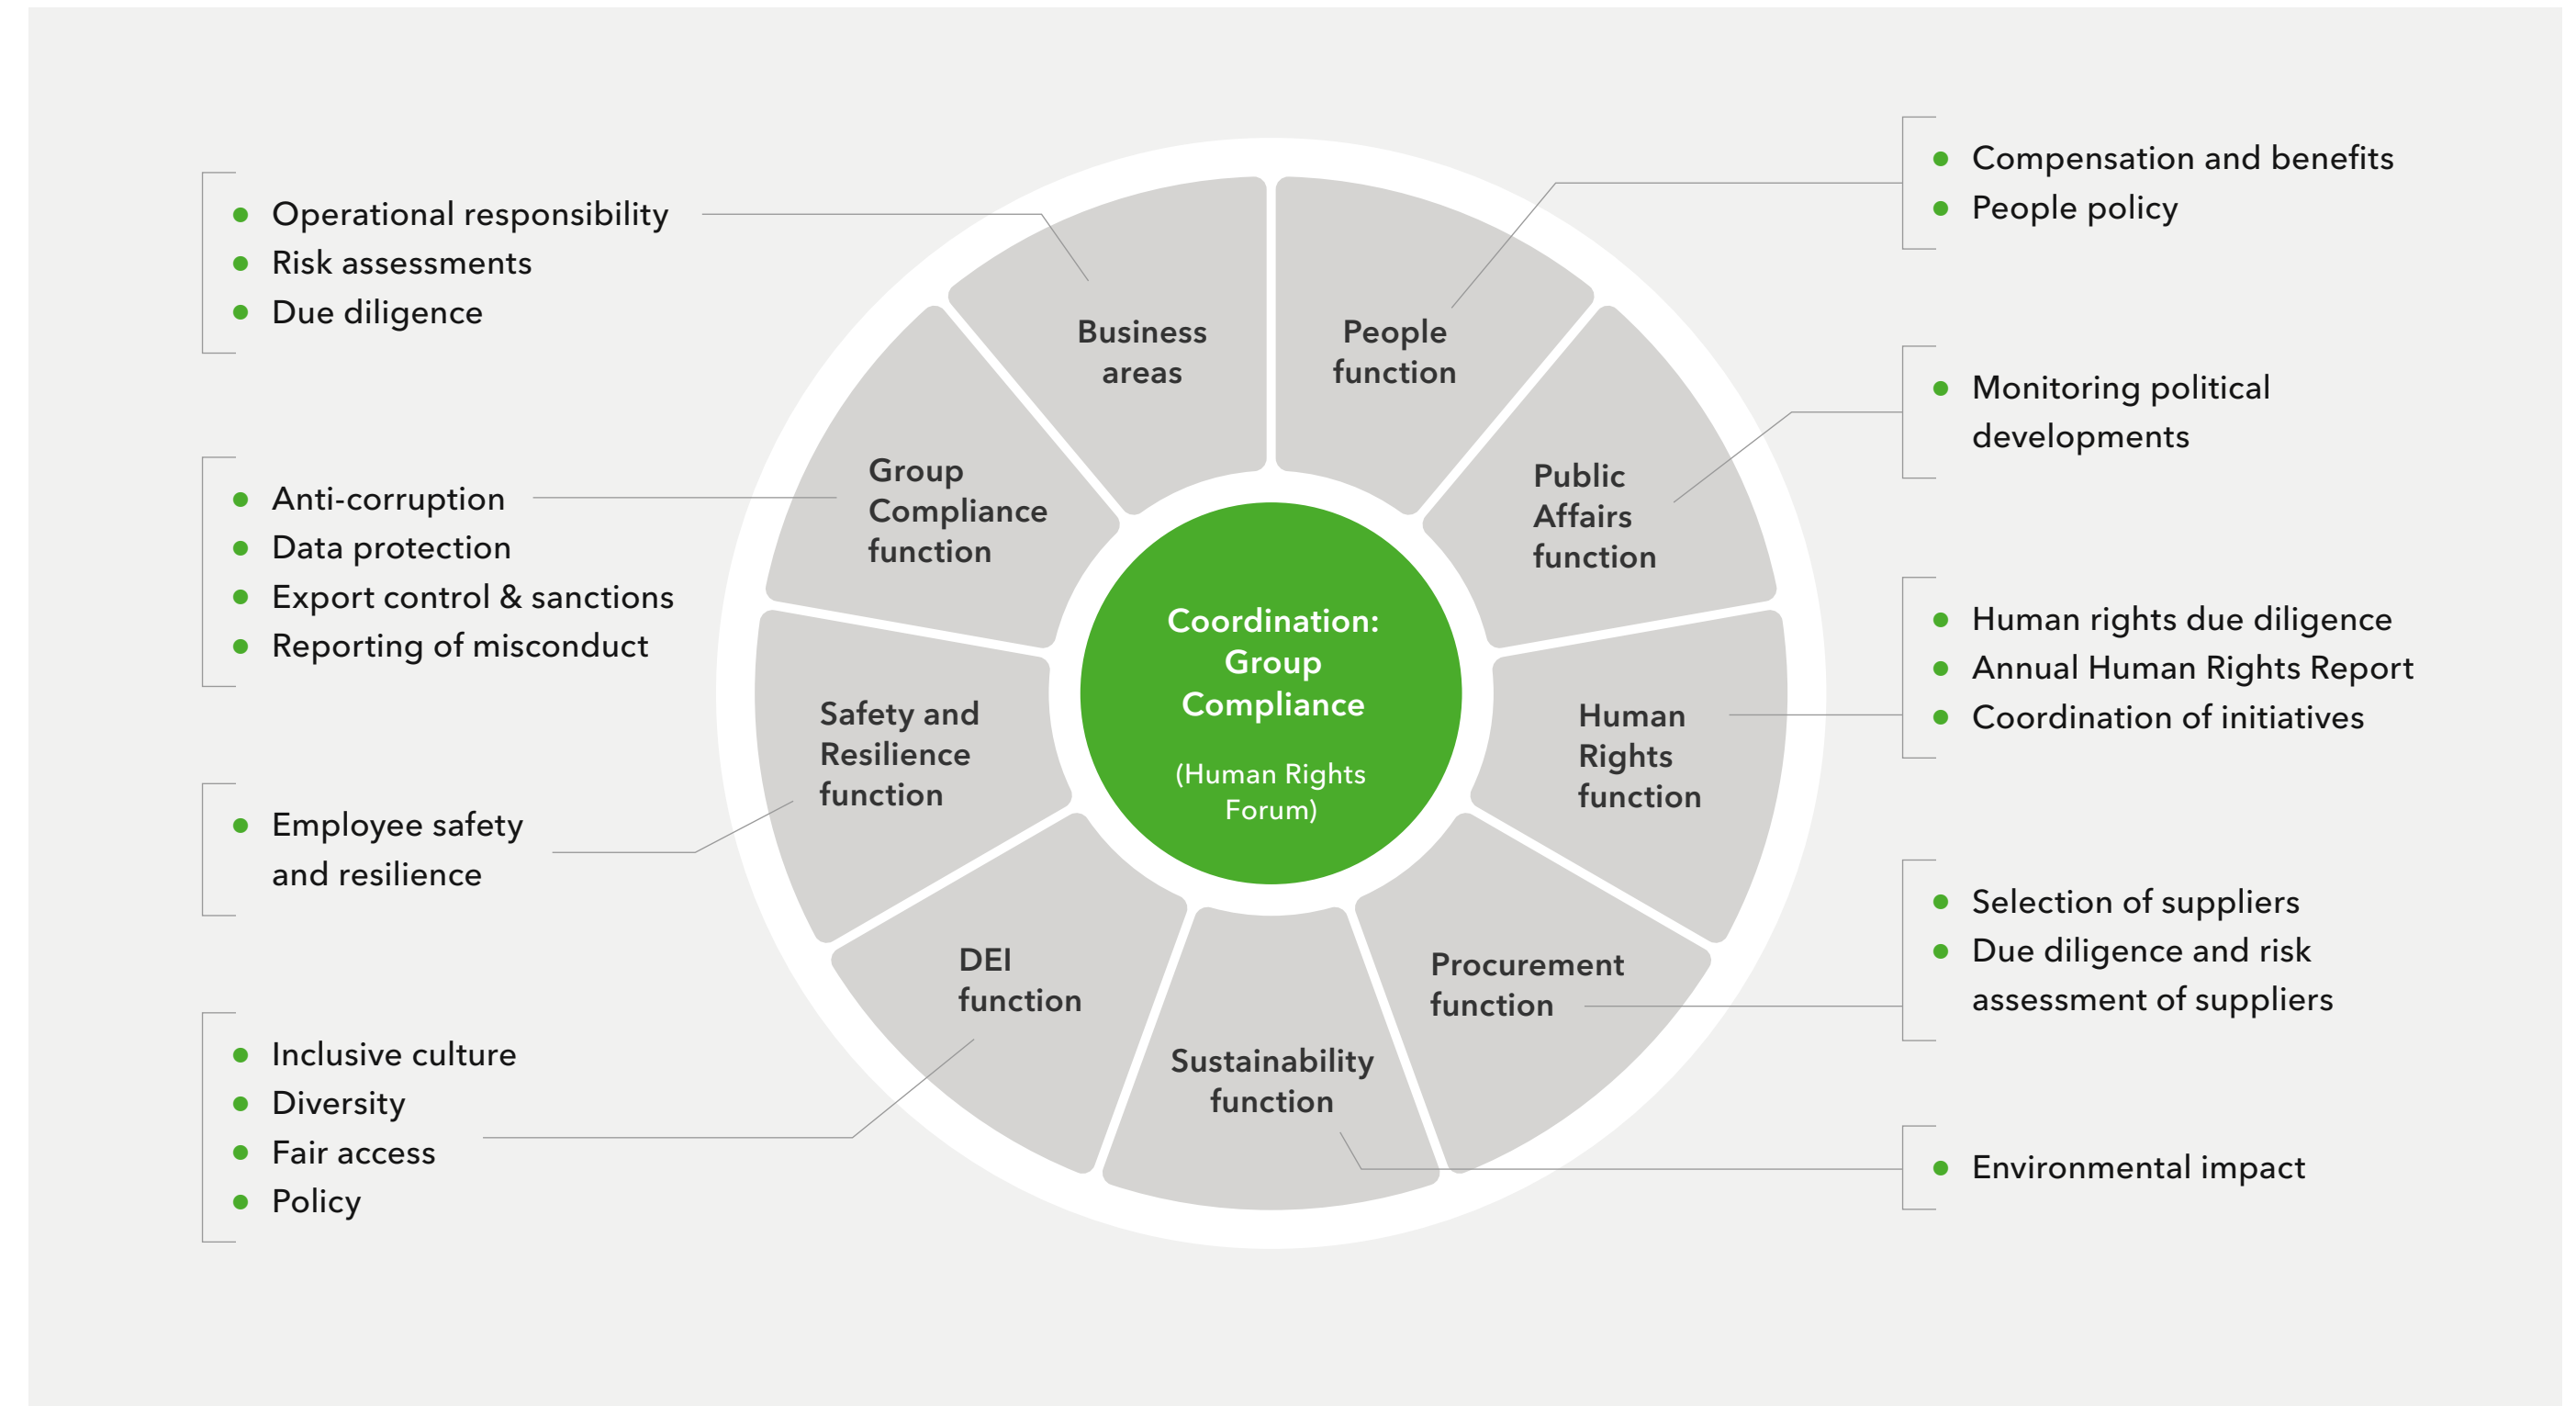 Operational responsibility
Risk assessments
Due diligence
Anti-corruption
Data protection
Export control & sanctions
Reporting of misconduct
Employee safety
and resilience
Inclusive culture
Diversity
Fair access
Policy
Business
areas
People
function
Group
Compliance
function
Public
Affairs
function
Coordination:
Group
Compliance
(Human Rights
Forum)
Safety and
Resilience
function
Human
Rights
function
DEI
function
Procurement
function
Sustainability
function
Compensation and benefits
People policy
Monitoring political
developments
Human rights due diligence
Annual Human Rights Report
Coordination of initiatives
Selection of suppliers
Due diligence and risk
assessment of suppliers
Environmental impact